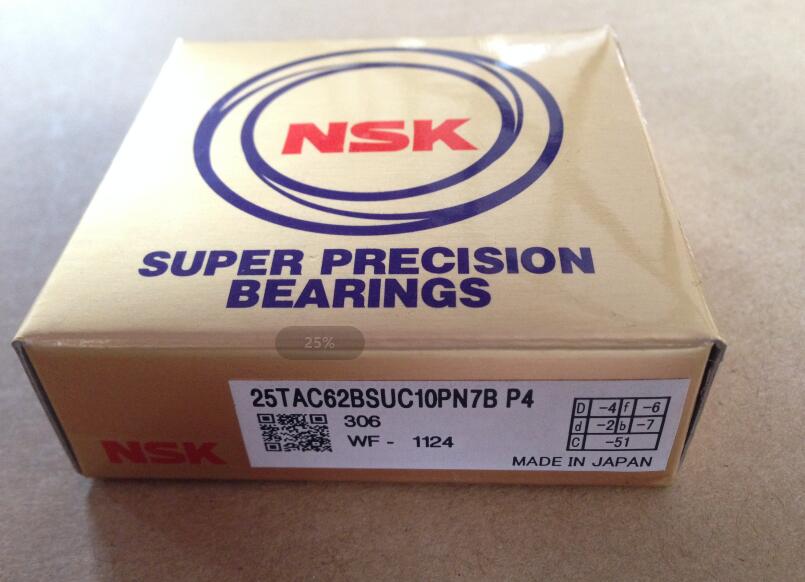 NSK
SUPER PRECISION
BEARINGS
25%
NSK
25TAC62BSUC10PN7B P4
306
WF - 1124
D -4 f -6
d -2 b -7
C -51
MADE IN JAPAN